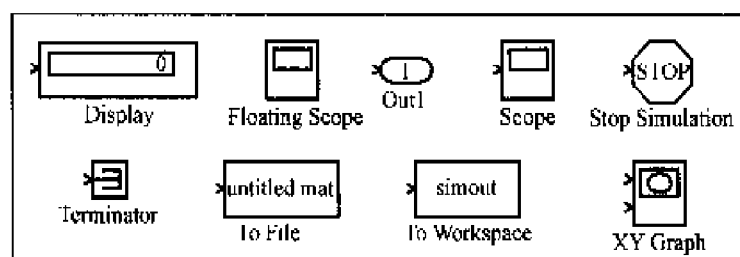 0
Display
Floating Scope
1
Out1
Scope
STOP
Stop Simulation
Terminator
untitled mat
To File
simout
To Workspace
XY Graph